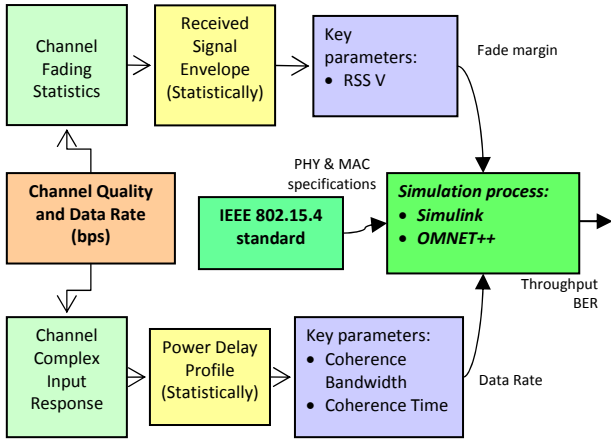 Channel
Fading
Statistics
Received
Signal
Envelope
(Statistically)
Key
parameters:
• RSS V
Fade margin
Channel Quality
and Data Rate
(bps)
PHY & MAC
specifications
IEEE 802.15.4
standard
Simulation process:
• Simulink
• OMNET++
Throughput
BER
Channel
Complex
Input
Response
Power Delay
Profile
(Statistically)
Key parameters:
• Coherence
Bandwidth
• Coherence Time
Data Rate